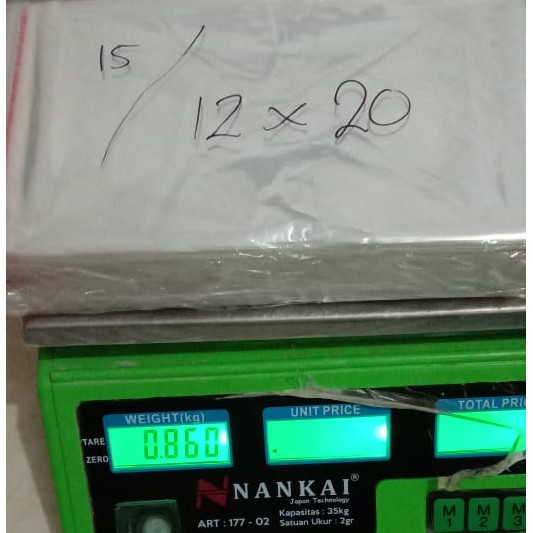 15 / 12 x 20
WEIGHT(kg)
UNIT PRICE
TOTAL PRI
TARE
ZERO
0.860
NANKAI®
Japan Technology
ART : 177 - 02
Kapasitas : 35kg
Satuan Ukur : 2gr
M 1
M 2
M 3